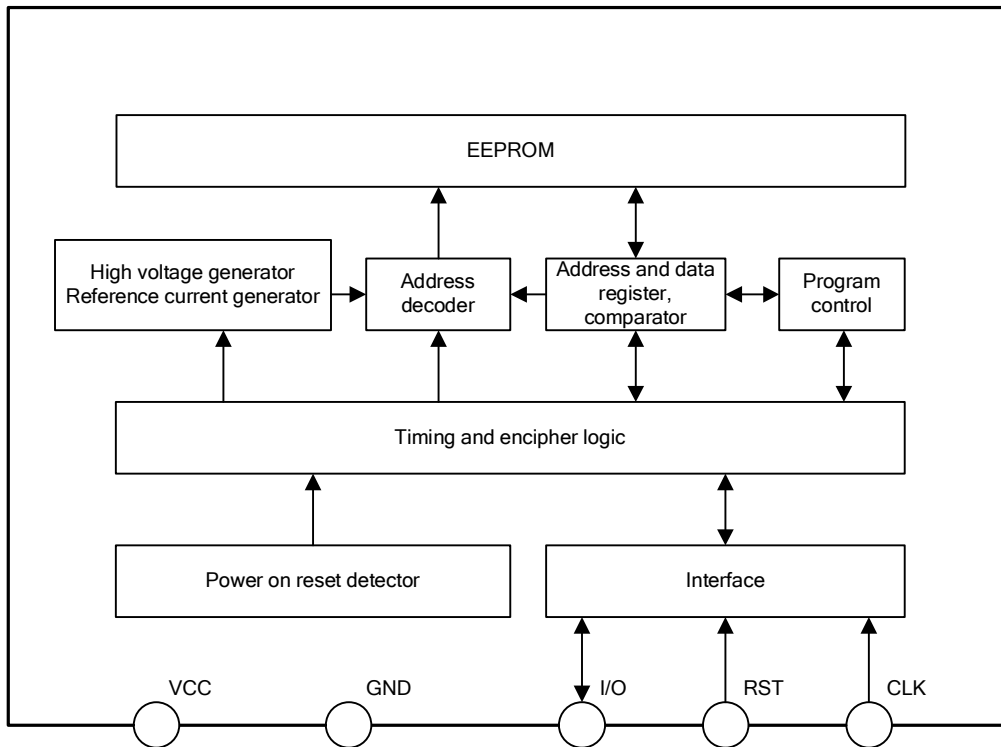 EEPROM
High voltage generator
Reference current generator
Address
decoder
Address and data
register,
comparator
Program
control
Timing and encipher logic
Power on reset detector
Interface
VCC
GND
I/O
RST
CLK